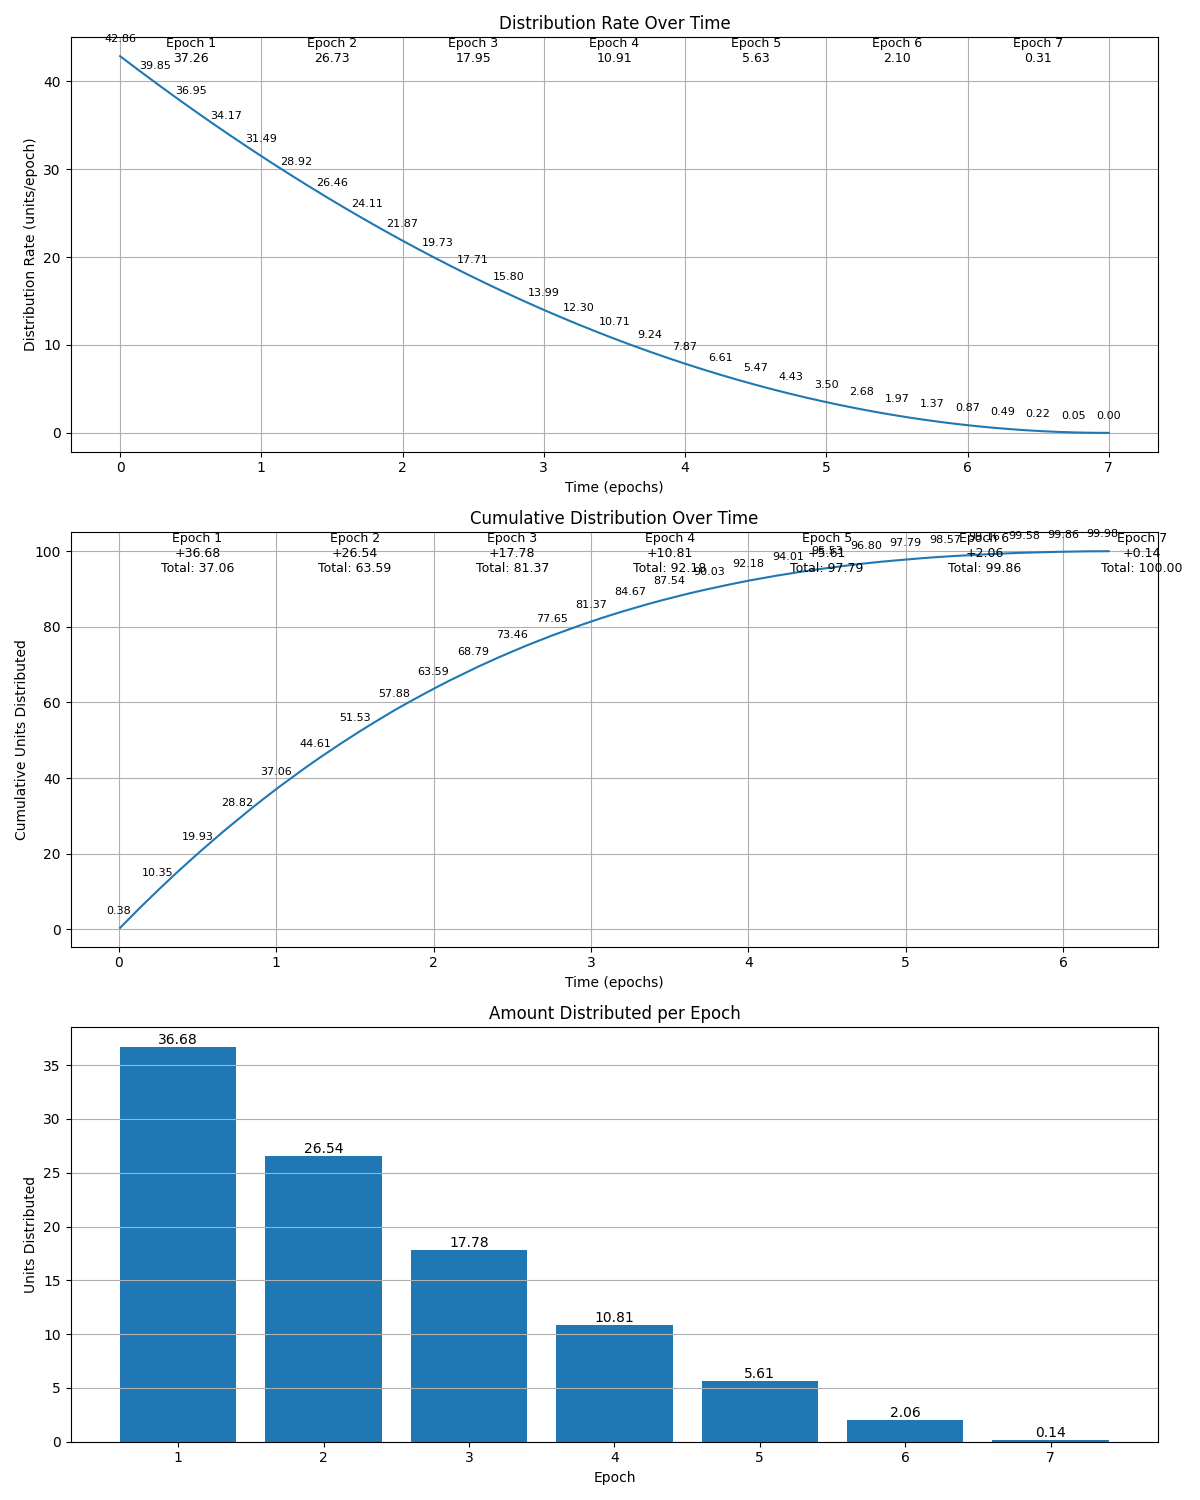 Distribution Rate Over Time
Epoch 1 Epoch 2 Epoch 3 Epoch 4 Epoch 5 Epoch 6 Epoch 7
37.26 26.73 17.95 10.91 5.63 2.10 0.31
42.86 39.85 36.95 34.17 31.49 28.92 26.46 24.11 21.87 19.73 17.71 15.80 13.99 12.30 10.71 9.24 7.87 6.61 5.47 4.43 3.50 2.68 1.97 1.37 0.87 0.49 0.22 0.05 0.00
Distribution Rate (units/epoch)
40
30
20
10
0
0 1 2 3 4 5 6 7
Time (epochs)
Cumulative Distribution Over Time
Epoch 1 Epoch 2 Epoch 3 Epoch 4 Epoch 5 Epoch 6 Epoch 7
+36.68 +26.54 +17.78 +10.81 +5.61 +2.06 +0.14
Total: 37.06 Total: 63.59 Total: 81.37 Total: 92.18 Total: 97.79 Total: 99.86 Total: 100.00
0.38 10.35 19.93 28.82 37.06 44.61 51.53 57.88 63.59 68.79 73.46 77.65 81.37 84.67 87.54 90.03 92.18 94.01 95.53 96.80 97.79 98.57 99.58 99.86 99.98
Cumulative Units Distributed
100
80
60
40
20
0
0 1 2 3 4 5 6
Time (epochs)
Amount Distributed per Epoch
36.68
26.54
17.78
10.81
5.61
2.06
0.14
Units Distributed
35
30
25
20
15
10
5
0
1 2 3 4 5 6 7
Epoch